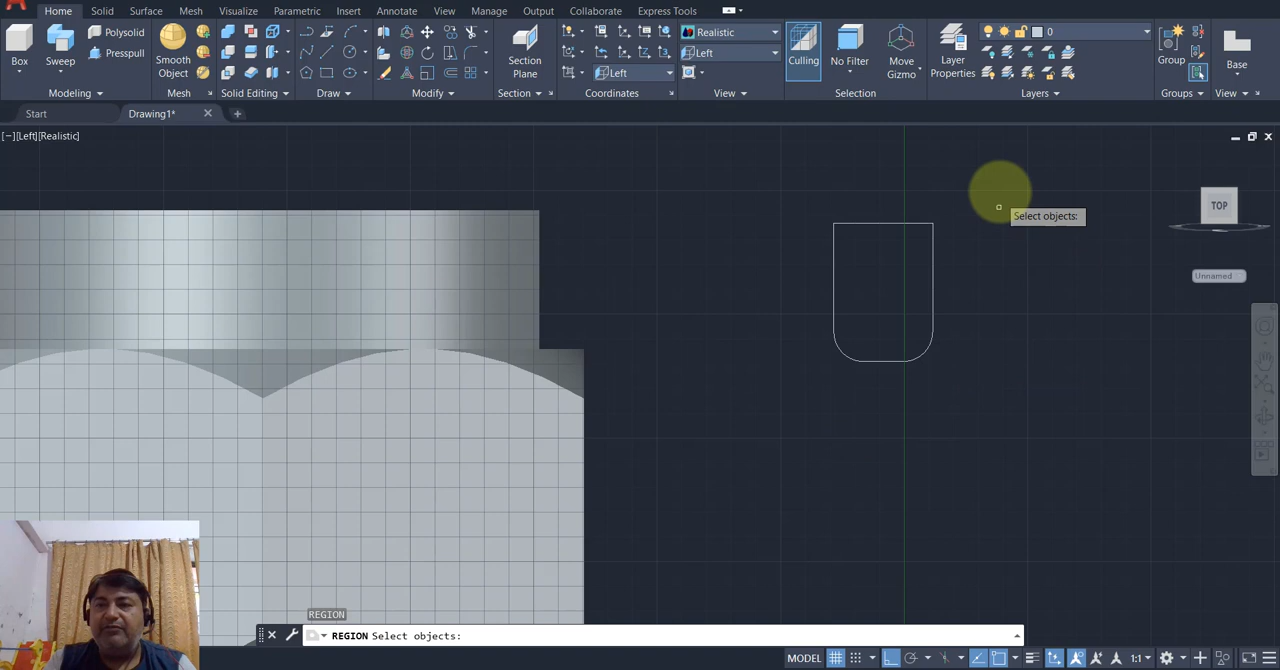 Home Solid Surface Mesh Visualize Parametric Insert Annotate View Manage Output Collaborate Express Tools
Box
Sweep
Polysolid
Presspull
Smooth
Object
Section
Plane
Realistic
Left
Left
Culling
No Filter
Move
Gizmo
Layer
Properties
0
Group
Base
Modeling Mesh Solid Editing Draw Modify Section Coordinates View Selection Layers Groups View
Start Drawing1*
[−][Left][Realistic]
TOP
Select objects:
Unnamed
REGION
REGION Select objects:
MODEL 1:1